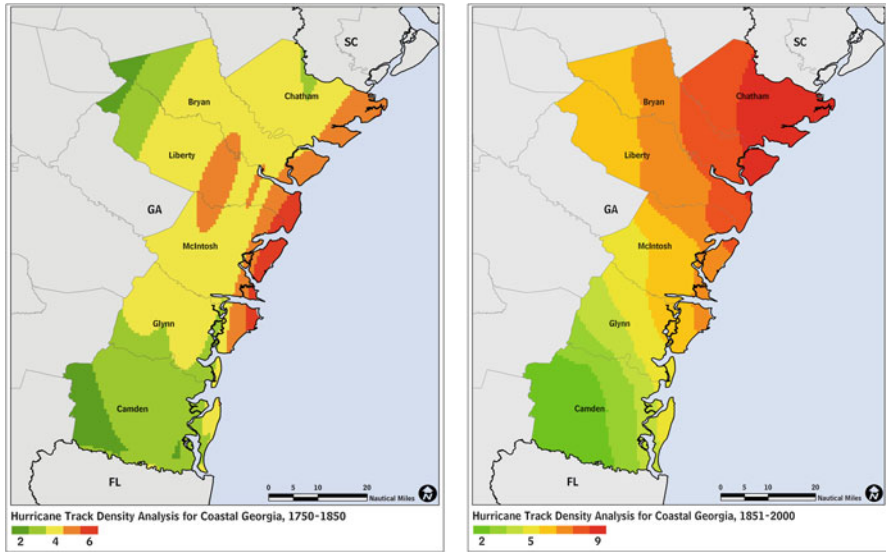 SC
Bryan
Chatham
Liberty
GA
McIntosh
Glynn
Camden
FL
0 5 10 20
Nautical Miles
N
Hurricane Track Density Analysis for Coastal Georgia, 1750-1850
2 4 6
SC
Bryan
Chatham
Liberty
GA
McIntosh
Glynn
Camden
FL
0 5 10 20
Nautical Miles
N
Hurricane Track Density Analysis for Coastal Georgia, 1851-2000
2 5 9